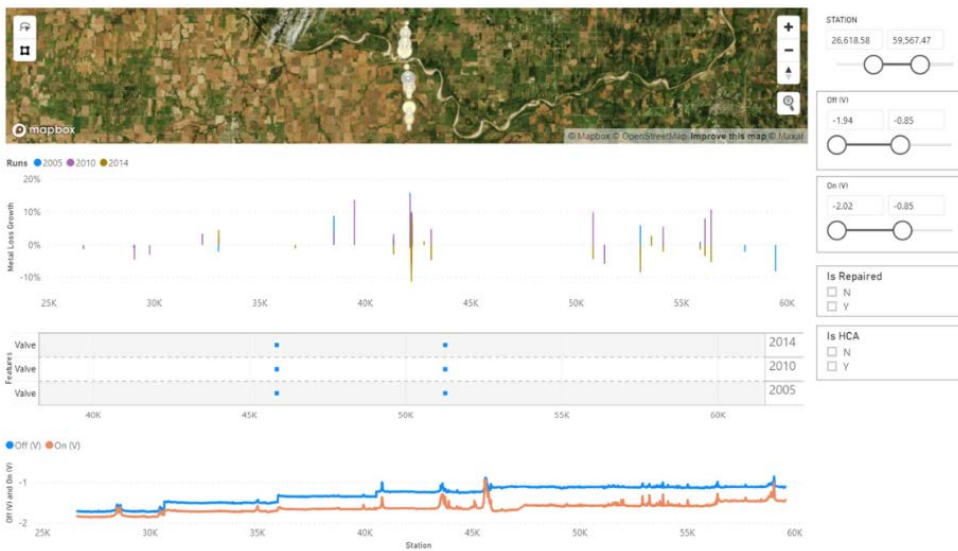 mapbox
© Mapbox © OpenStreetMap Improve this map © Maxar
STATION
26,618.58 59,567.47
Off (V)
-1.94 -0.85
On (V)
-2.02 -0.85
Is Repaired
N
Y
Is HCA
N
Y
Runs 2005 2010 2014
Metal Loss Growth
20%
10%
0%
-10%
25K 30K 35K 40K 45K 50K 55K 60K
Features
Valve 2014
Valve 2010
Valve 2005
40K 45K 50K 55K 60K
Off (V) On (V)
Off (V) and On (V)
-1
-2
25K 30K 35K 40K 45K 50K 55K 60K
Station